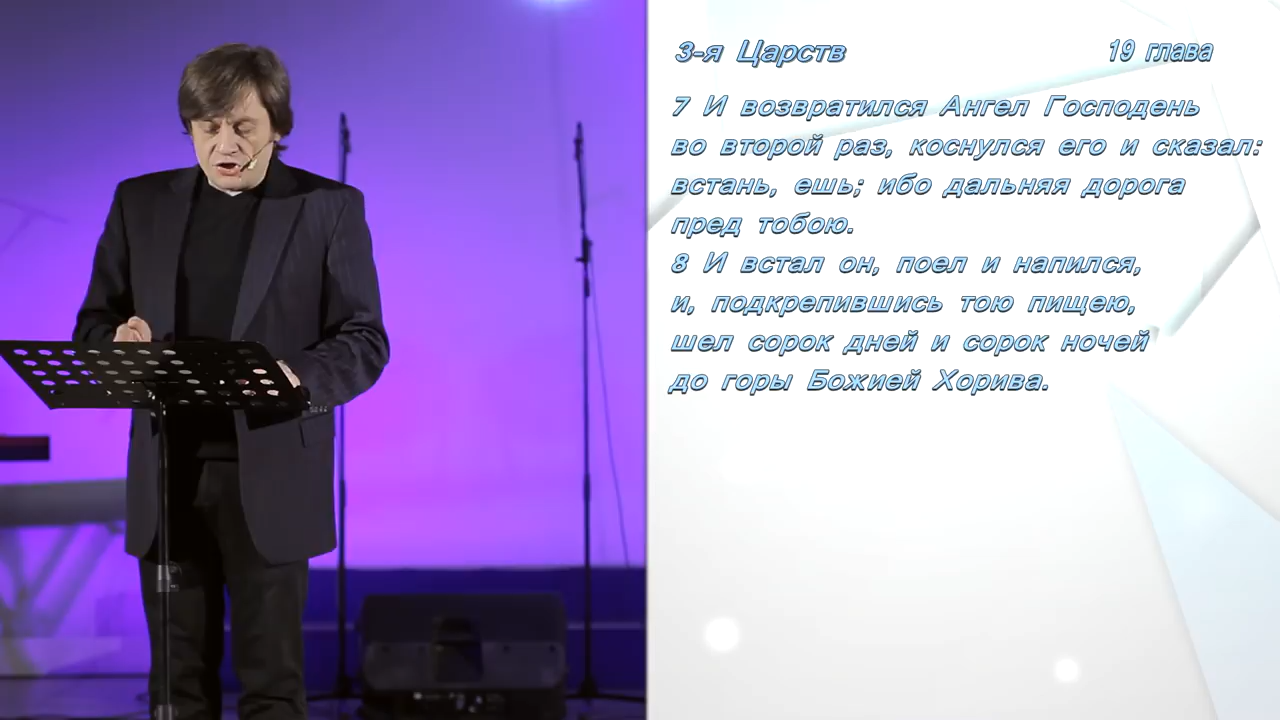 3-я Царств 19 глава
7 И возвратился Ангел Господень
во второй раз, коснулся его и сказал:
встань, ешь; ибо дальняя дорога
пред тобою.
8 И встал он, поел и напился,
и, подкрепившись тою пищею,
шел сорок дней и сорок ночей
до горы Божией Хорива.